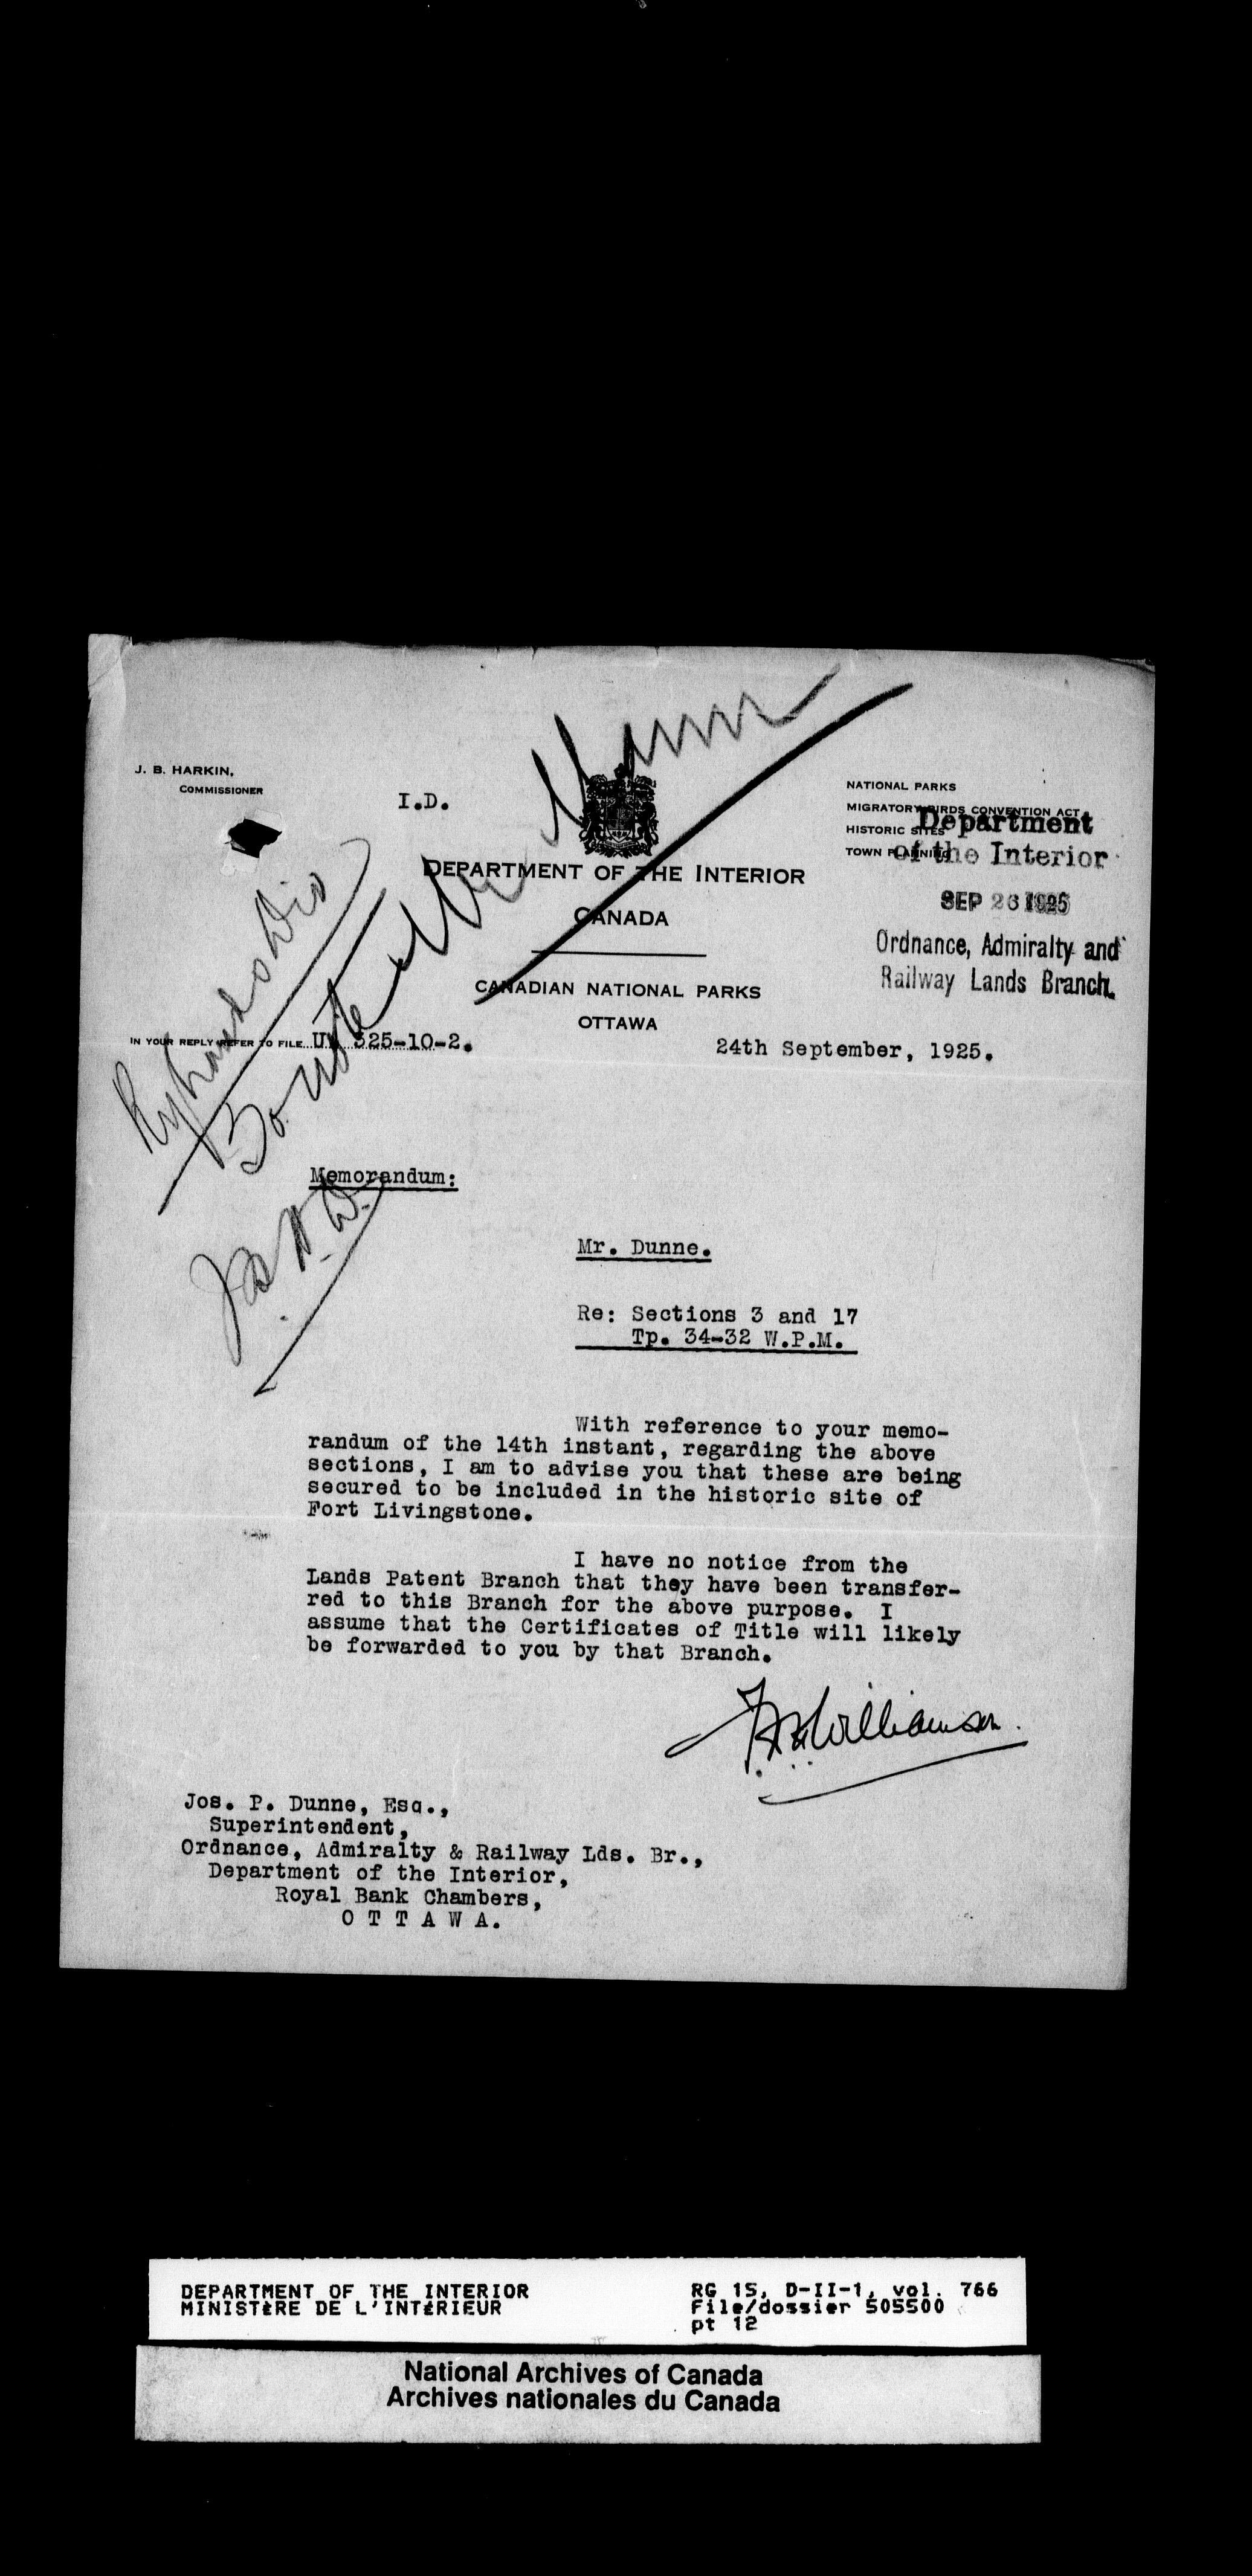 J. B. HARKIN,
COMMISSIONER
I.D.
NATIONAL PARKS
MIGRATORY BIRDS CONVENTION ACT
HISTORIC SITES
TOWN PLANNING
Department
of the Interior
SEP 26 1925
Ordnance, Admiralty and
Railway Lands Branch.
DEPARTMENT OF THE INTERIOR
CANADA
CANADIAN NATIONAL PARKS
OTTAWA
IN YOUR REPLY REFER TO FILE 325-10-2.
24th September, 1925.
Memorandum:
Mr. Dunne.
Re: Sections 3 and 17
Tp. 34-32 W.P.M.
With reference to your memo-
randum of the 14th instant, regarding the above
sections, I am to advise you that these are being
secured to be included in the historic site of
Fort Livingstone.
I have no notice from the
Lands Patent Branch that they have been transfer-
red to this Branch for the above purpose. I
assume that the Certificates of Title will likely
be forwarded to you by that Branch.
Williamson.
Jos. P. Dunne, Esq.,
Superintendent,
Ordnance, Admiralty & Railway Lds. Br.,
Department of the Interior,
Royal Bank Chambers,
O T T A W A.
DEPARTMENT OF THE INTERIOR
MINISTÈRE DE L'INTÉRIEUR
RG 15, D-II-1, vol. 766
File/dossier 505500
pt 12
National Archives of Canada
Archives nationales du Canada